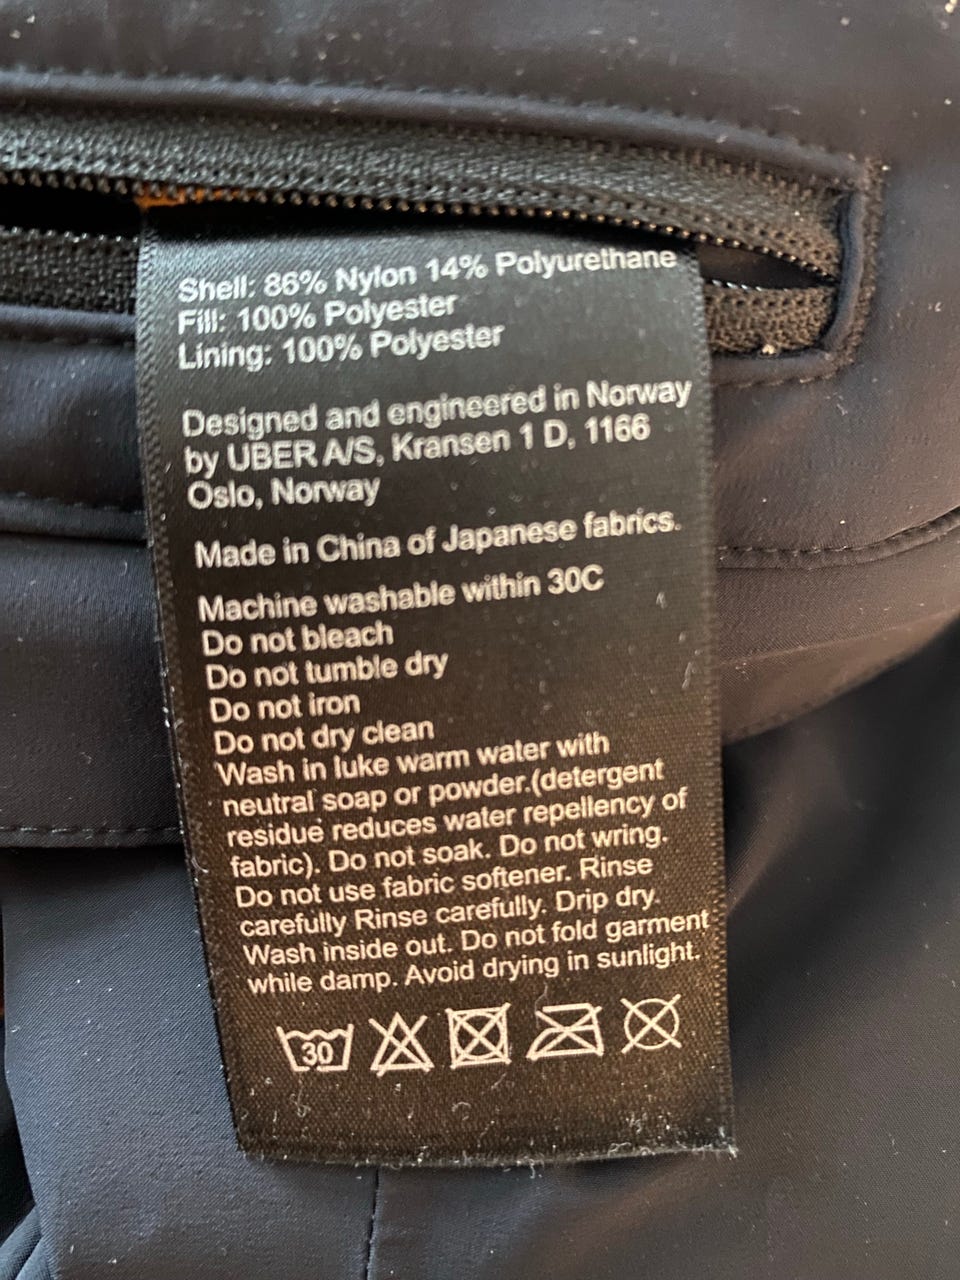 Shell: 86% Nylon 14% Polyurethane
Fill: 100% Polyester
Lining: 100% Polyester
Designed and engineered in Norway
by UBER A/S, Kransen 1 D, 1166
Oslo, Norway
Made in China of Japanese fabrics.
Machine washable within 30C
Do not bleach
Do not tumble dry
Do not iron
Do not dry clean
Wash in luke warm water with
neutral soap or powder.(detergent
residue reduces water repellency of
fabric). Do not soak. Do not wring.
Do not use fabric softener. Rinse
carefully Rinse carefully. Drip dry.
Wash inside out. Do not fold garment
while damp. Avoid drying in sunlight.
30